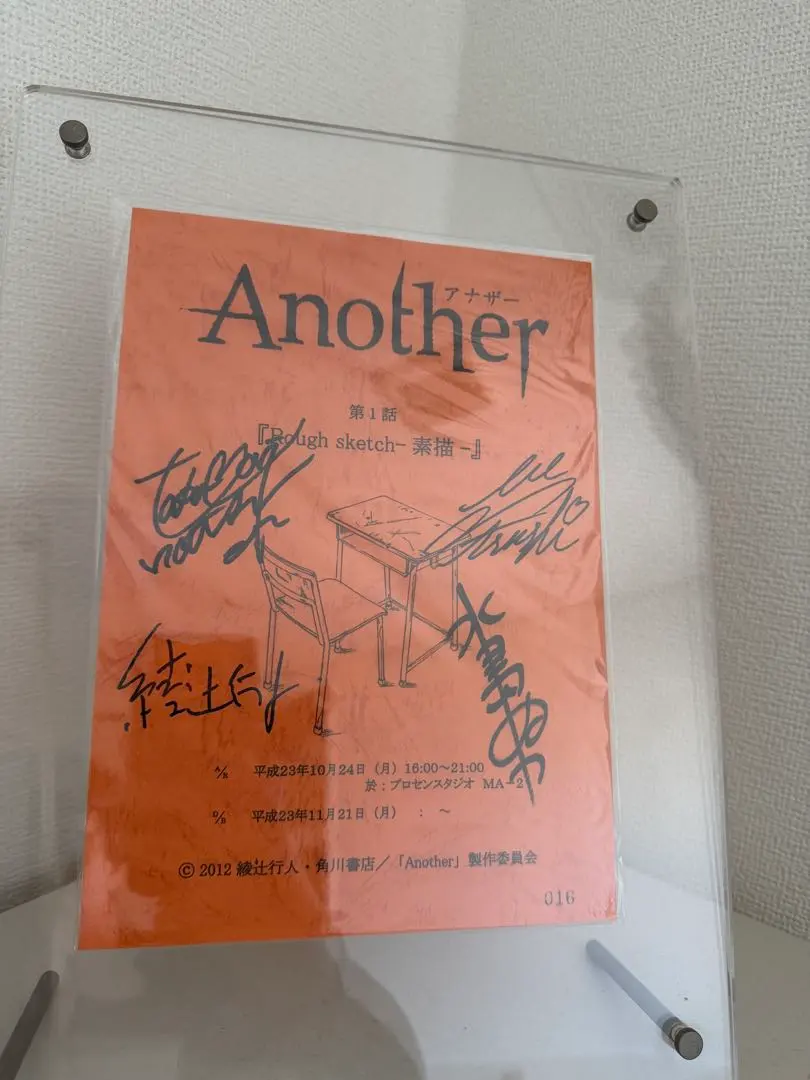 アナザー
Another
第1話
『Rough sketch-素描-』
綾辻行人
A/R 平成23年10月24日（月）16:00～21:00
於：プロセンスタジオ MA-2
D/B 平成23年11月21日（月） ： ～
© 2012 綾辻行人・角川書店／「Another」製作委員会
016